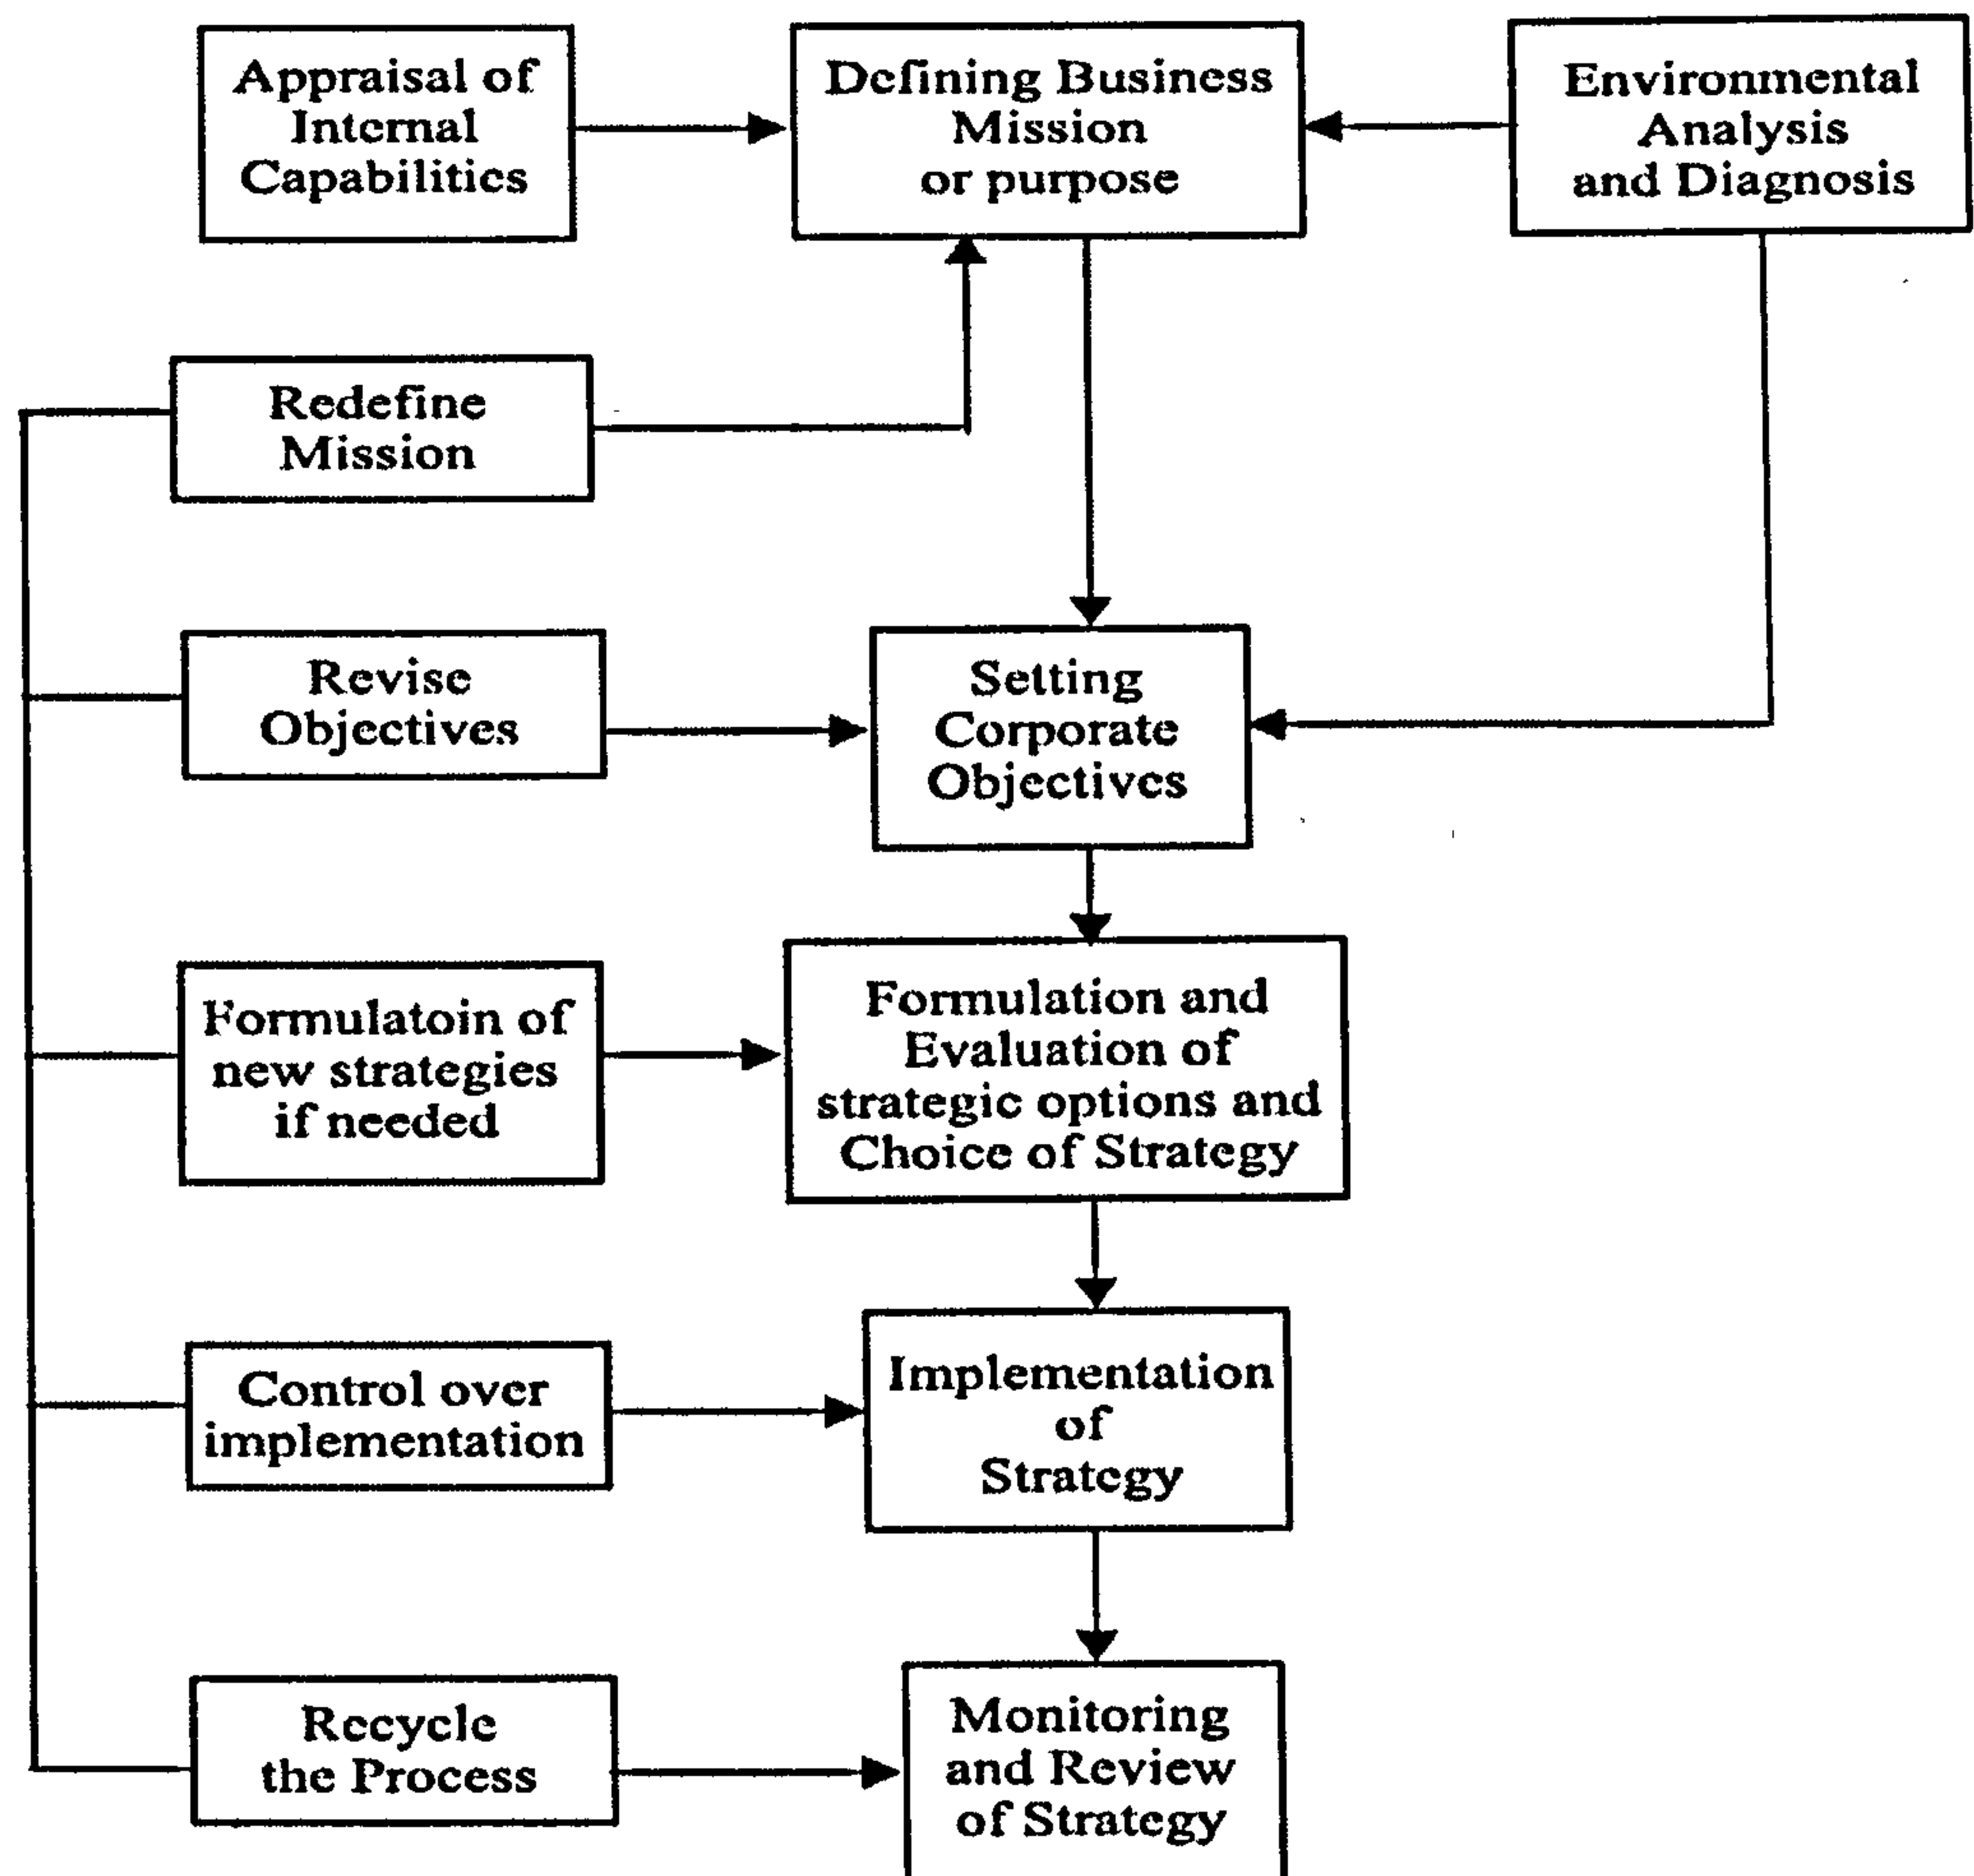 Appraisal of
Internal
Capabilities
Defining Business
Mission
or purpose
Environmental
Analysis
and Diagnosis
Redefine
Mission
Revise
Objectives
Setting
Corporate
Objectives
Formulatoin of
new strategies
if needed
Formulation and
Evaluation of
strategic options and
Choice of Strategy
Control over
implementation
Implementation
of
Strategy
Recycle
the Process
Monitoring
and Review
of Strategy